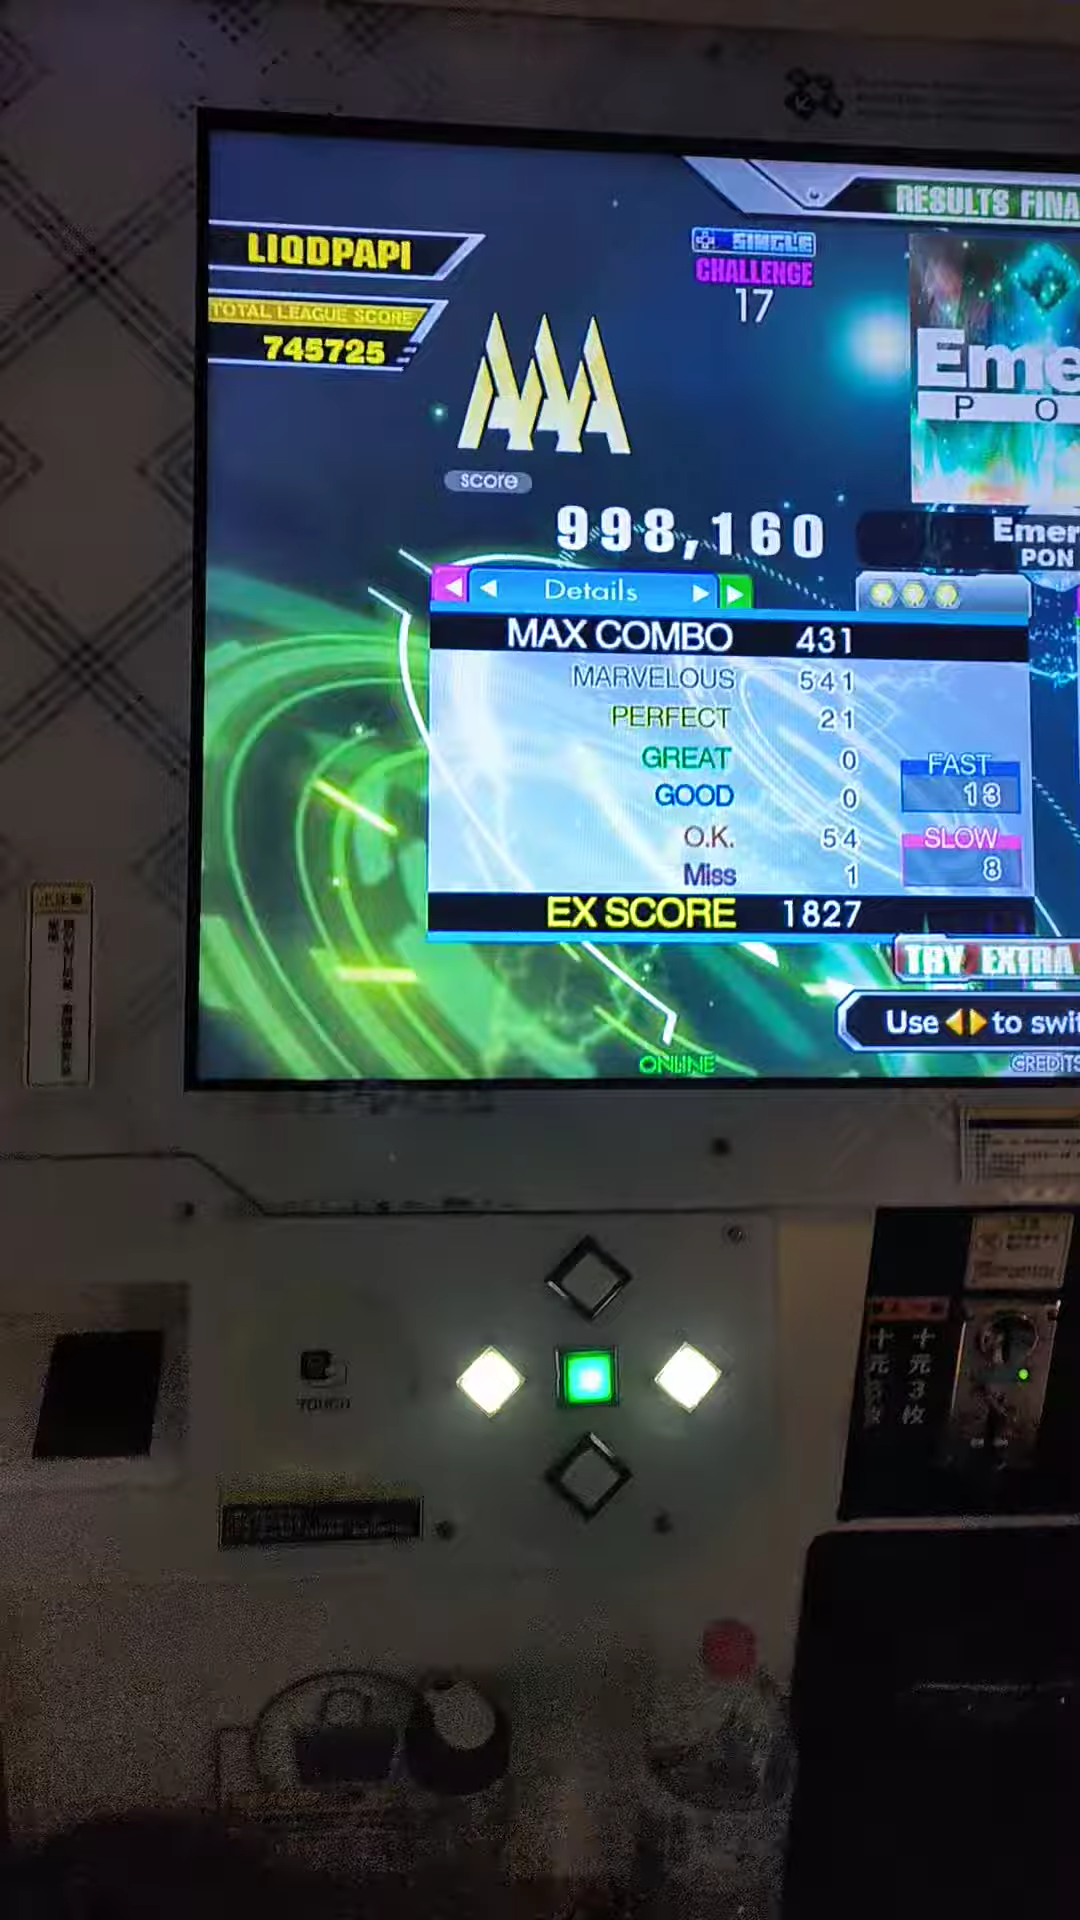 RESULTS FINA
LIQDPAPI
SINGLE
CHALLENGE
17
TOTAL LEAGUE SCORE
745725
AAA
Eme
P O
score
998,160
Emer
PON
Details
MAX COMBO 431
MARVELOUS 541
PERFECT 21
GREAT 0
FAST
GOOD 0
13
O.K. 54
SLOW
Miss 1
8
EX SCORE 1827
TRY EXTRA
Use to swit
ONLINE
CREDITS
TOUCH
十元3枚